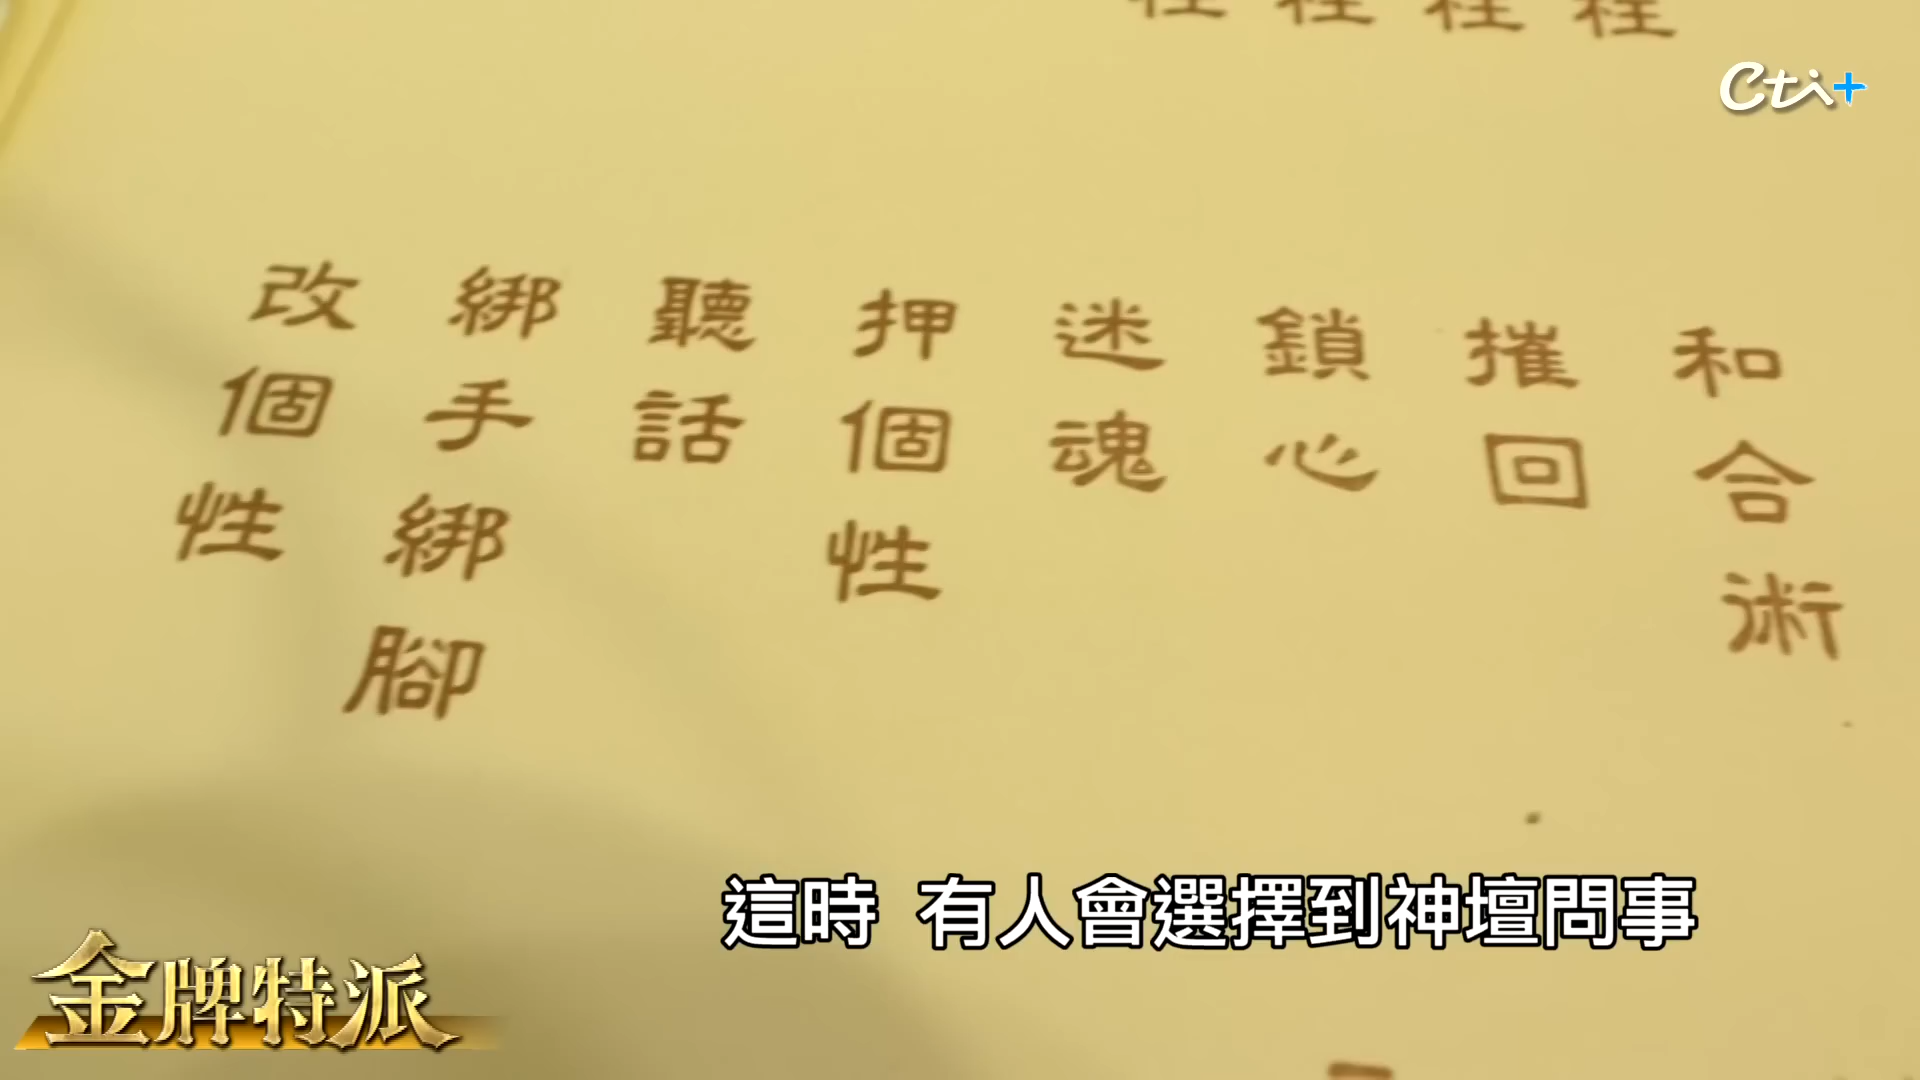 Cti+
和合術
摧回
鎖心
迷魂
押個性
聽話
綁手綁腳
改個性
這時 有人會選擇到神壇問事
金牌特派